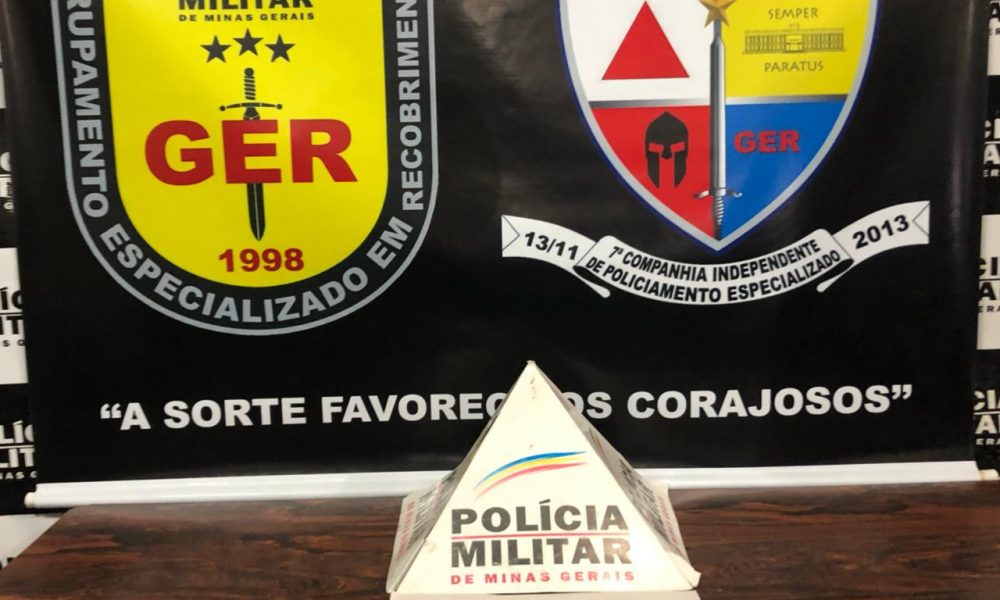 MILITAR
DE MINAS GERAIS
GER
1998
RUPAMENTO ESPECIALIZADO EM RECOBRIMEN
SEMPER
PARATUS
GER
13/11
7ª COMPANHIA INDEPENDENTE
DE POLICIAMENTO ESPECIALIZADO
2013
“A SORTE FAVOREC OS CORAJOSOS”
POLÍCIA
MILITAR
DE MINAS GERAIS